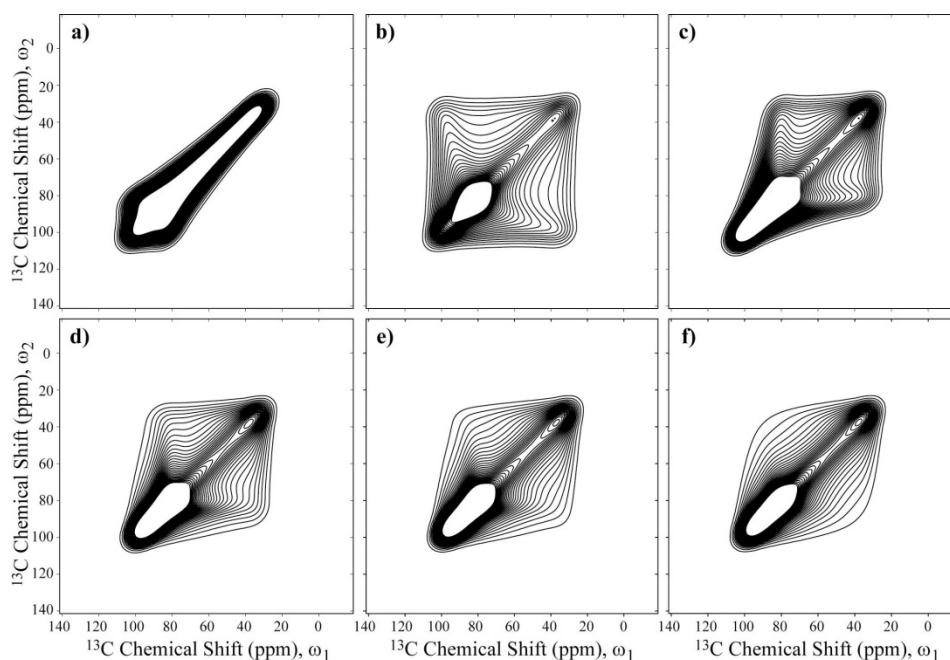 a)
b)
c)
¹³C Chemical Shift (ppm), ω₂
0
20
40
60
80
100
120
140
d)
e)
f)
¹³C Chemical Shift (ppm), ω₂
0
20
40
60
80
100
120
140
140 120 100 80 60 40 20 0
140 120 100 80 60 40 20 0
140 120 100 80 60 40 20 0
¹³C Chemical Shift (ppm), ω₁
¹³C Chemical Shift (ppm), ω₁
¹³C Chemical Shift (ppm), ω₁